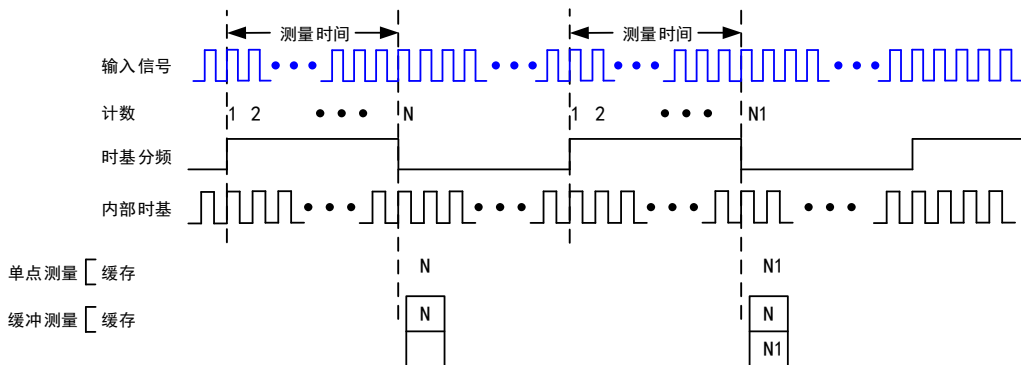 测量时间 测量时间
输入信号
计数 1 2 N 1 2 N1
时基分频
内部时基
单点测量 缓存 N N1
缓冲测量 缓存 N N
N1